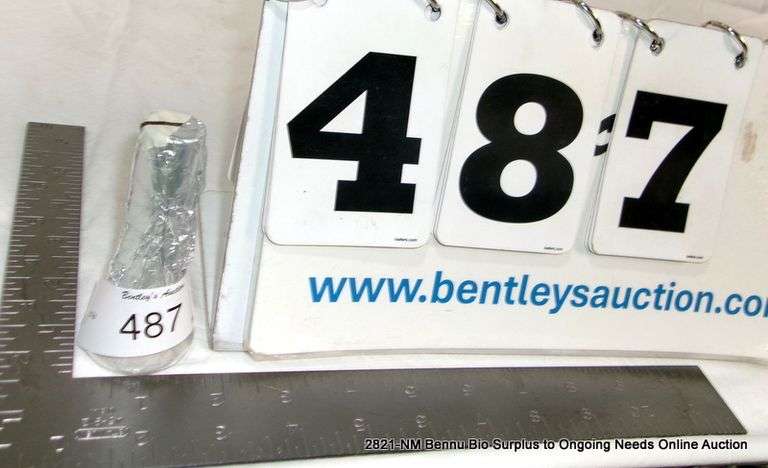 487
www.bentleysauction.co
Bentley's Auction
487
2821-NM Bennu Bio-Surplus to Ongoing Needs Online Auction